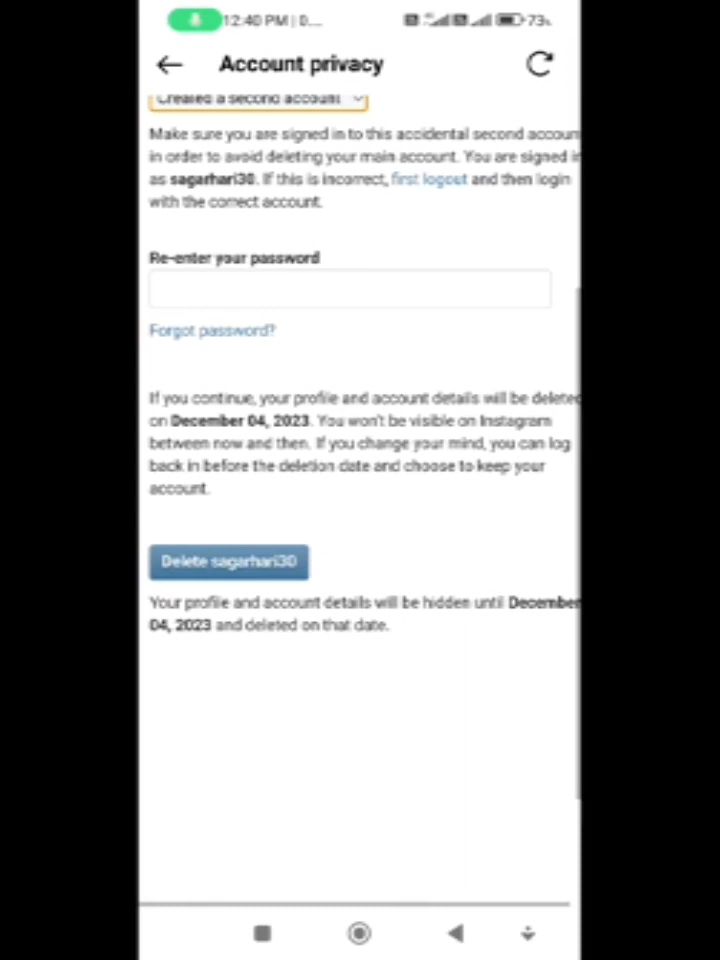 12:40 PM | 0....
73
Account privacy
Created a second account
Make sure you are signed in to this accidental second accoun
in order to avoid deleting your main account. You are signed i
as sagarhari30. If this is incorrect, first logout and then login
with the correct account.
Re-enter your password
Forgot password?
If you continue, your profile and account details will be deleted
on December 04, 2023. You won't be visible on Instagram
between now and then. If you change your mind, you can log
back in before the deletion date and choose to keep your
account.
Delete sagarhari30
Your profile and account details will be hidden until December
04, 2023 and deleted on that date.